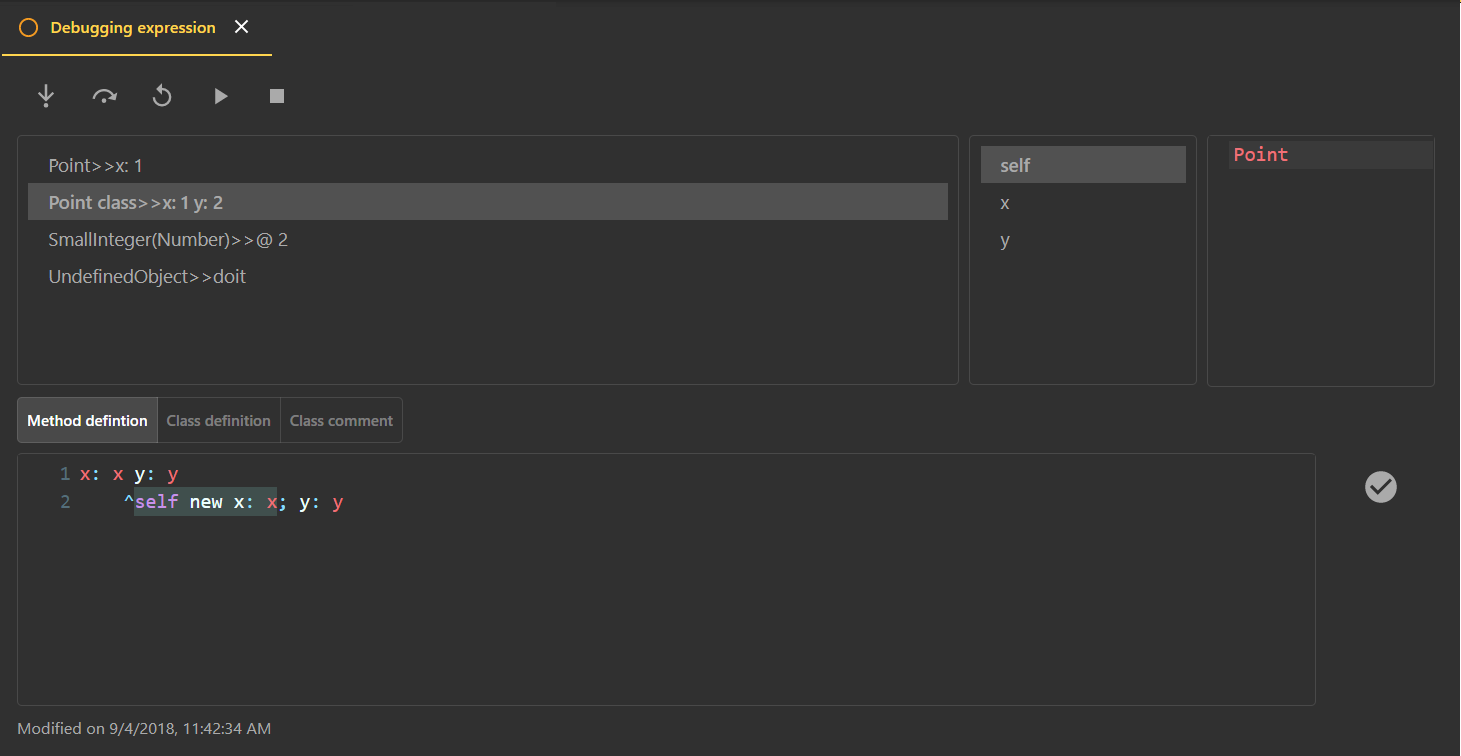 Debugging expression
Point>>x: 1
Point class>>x: 1 y: 2
SmallInteger(Number)>>@ 2
UndefinedObject>>doit
self
x
y
Point
Method defintion Class definition Class comment
1 x: x y: y
2 ^self new x: x; y: y
Modified on 9/4/2018, 11:42:34 AM